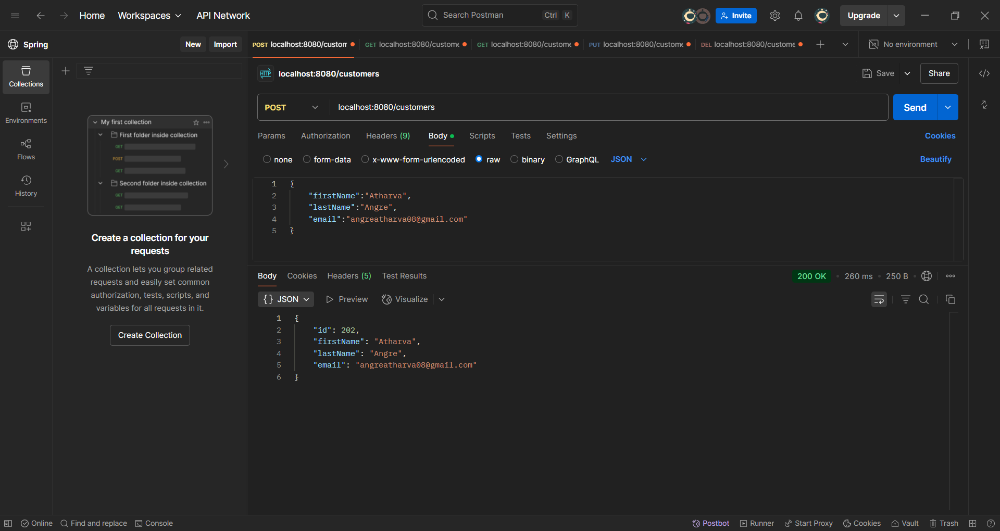 Home Workspaces API Network Search Postman Ctrl K Invite Upgrade
Spring New Import POST localhost:8080/custom GET localhost:8080/custome GET localhost:8080/custome PUT localhost:8080/custome DEL localhost:8080/custome No environment
Collections
Environments
Flows
History
My first collection
First folder inside collection
GET
POST
GET
Second folder inside collection
GET
GET
Create a collection for your
requests
A collection lets you group related
requests and easily set common
authorization, tests, scripts, and
variables for all requests in it.
Create Collection
HTTP localhost:8080/customers Save Share
POST localhost:8080/customers Send
Params Authorization Headers (9) Body Scripts Tests Settings Cookies
none form-data x-www-form-urlencoded raw binary GraphQL JSON Beautify
1 {
2 "firstName":"Atharva",
3 "lastName":"Angre",
4 "email":"angreatharva08@gmail.com"
5 }
Body Cookies Headers (5) Test Results 200 OK • 260 ms • 250 B •
{} JSON Preview Visualize
1 {
2 "id": 202,
3 "firstName": "Atharva",
4 "lastName": "Angre",
5 "email": "angreatharva08@gmail.com"
6 }
Online Find and replace Console Postbot Runner Start Proxy Cookies Vault Trash